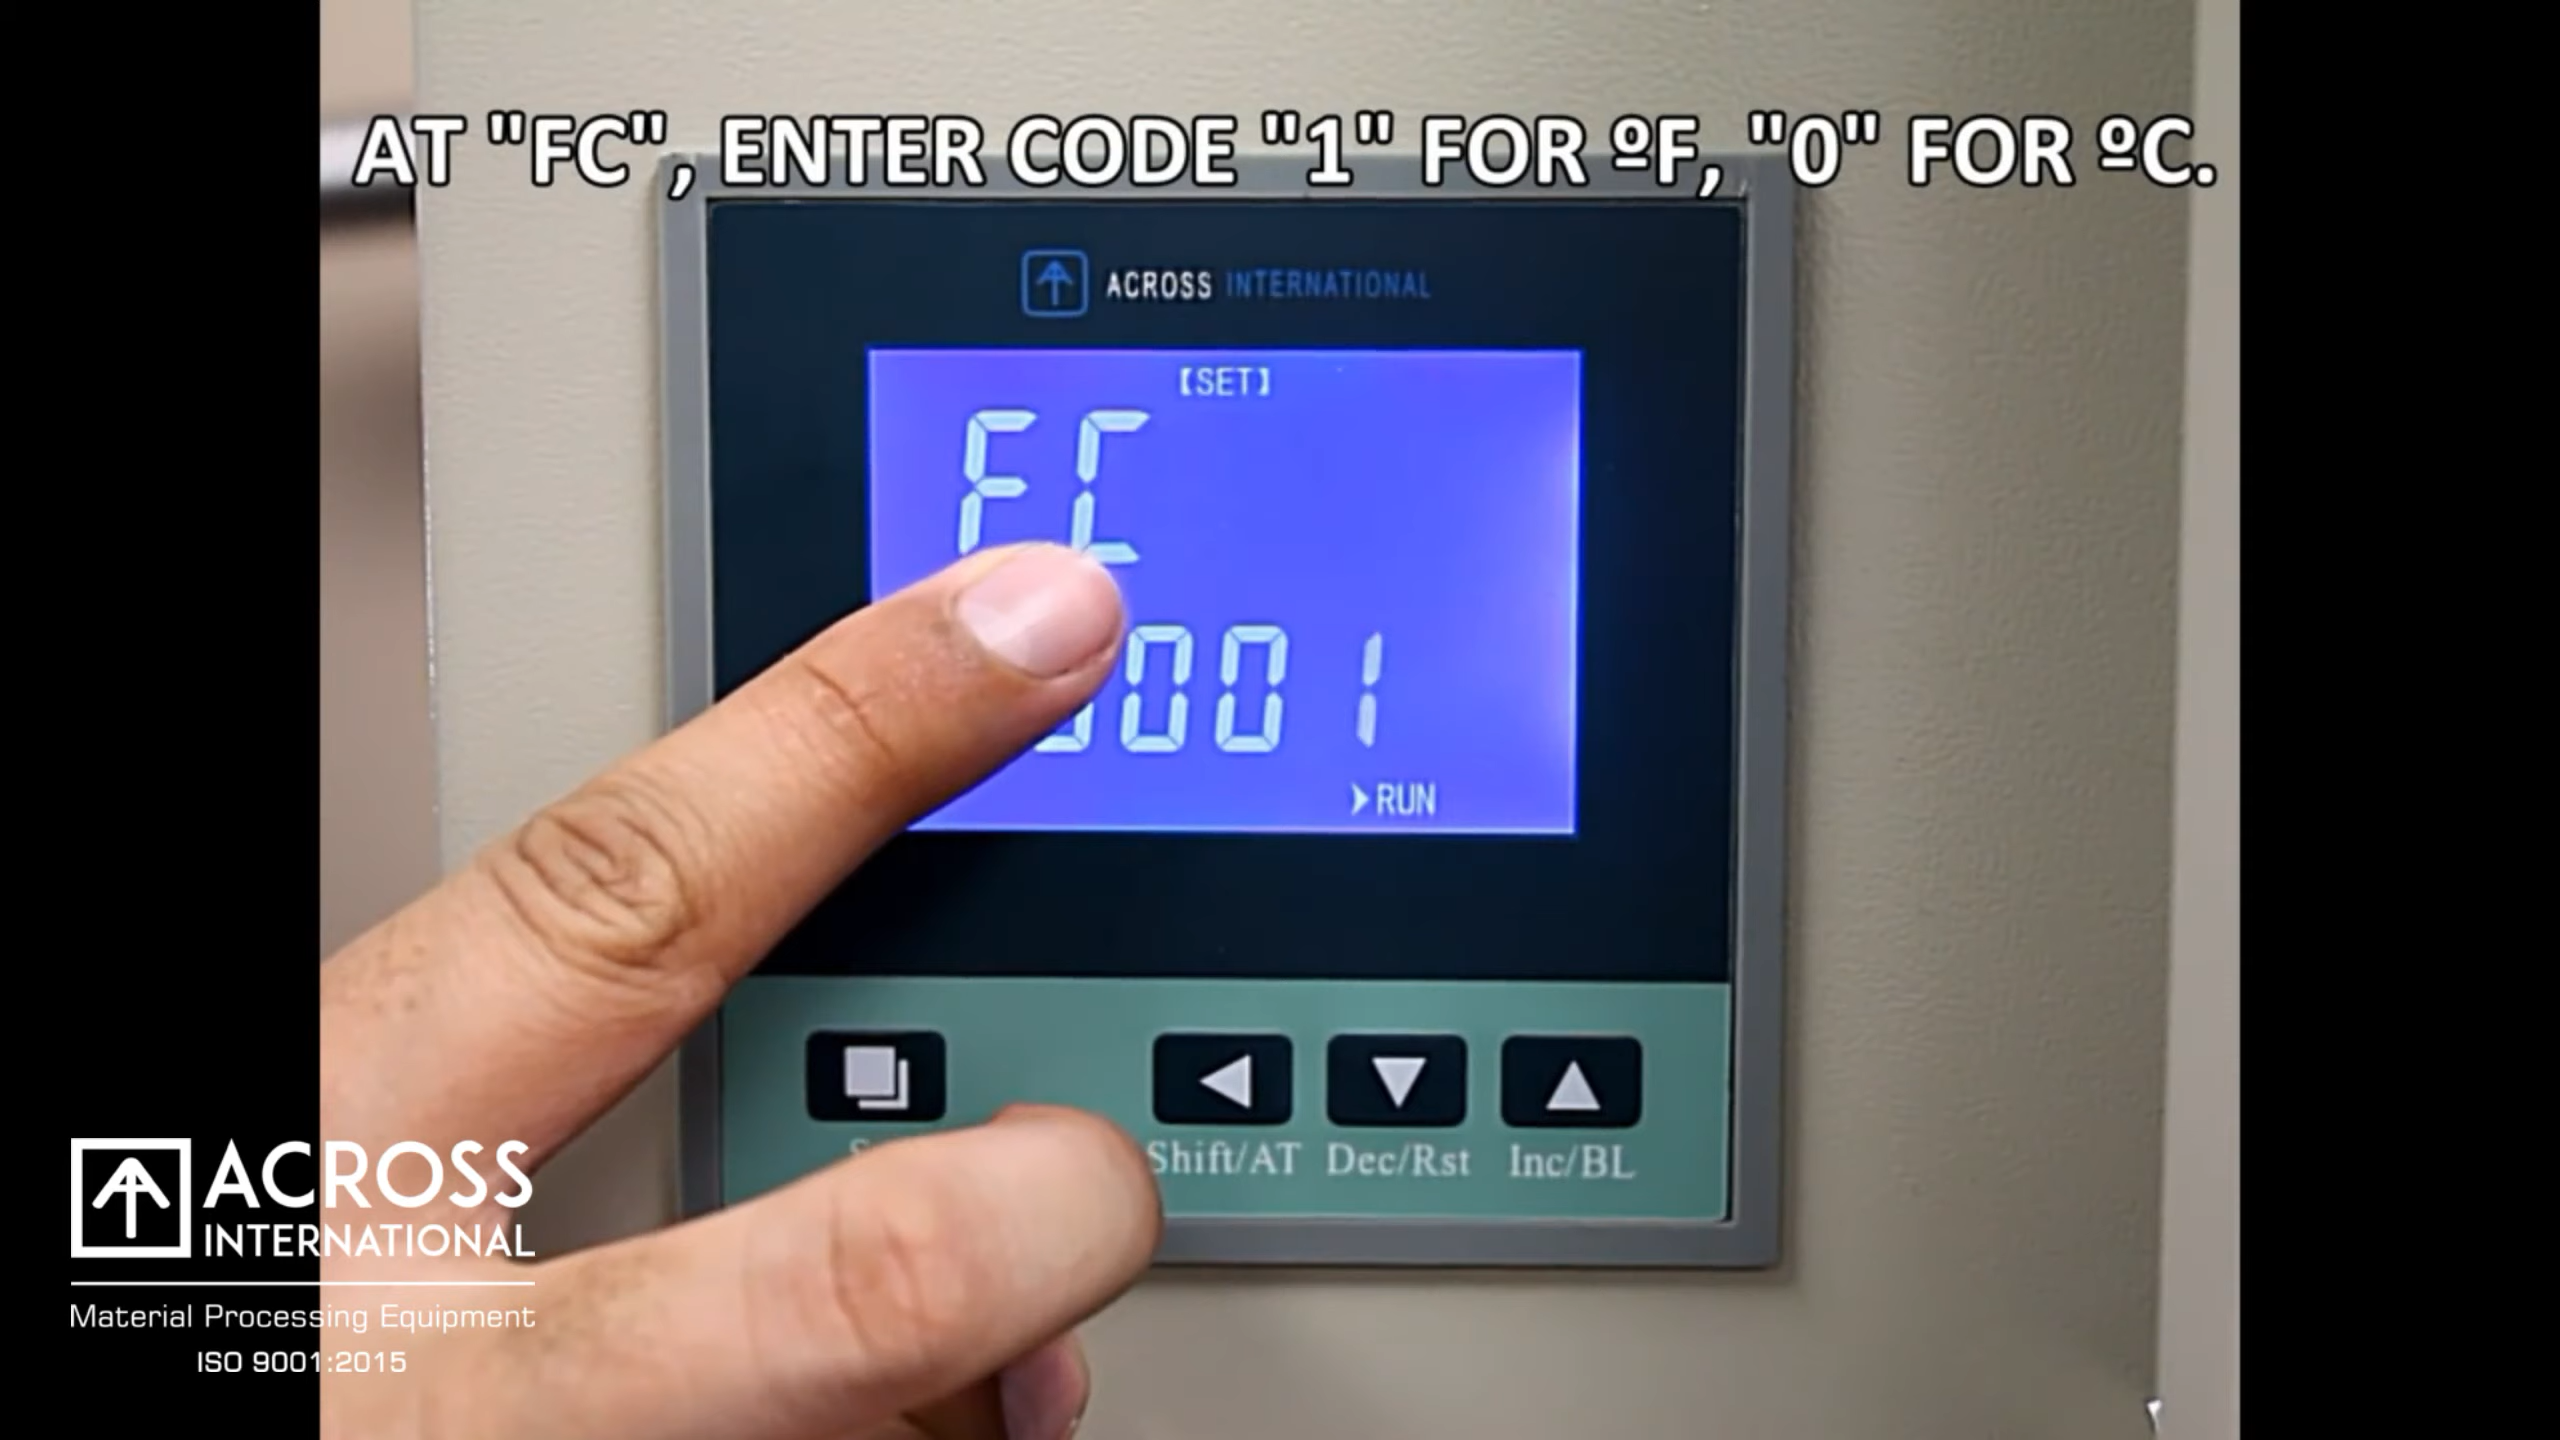 AT "FC", ENTER CODE "1" FOR ºF, "0" FOR ºC.
ACROSS INTERNATIONAL
【SET】
FC
0001
RUN
Shift/AT Dec/Rst Inc/BL
ACROSS
INTERNATIONAL
Material Processing Equipment
ISO 9001:2015